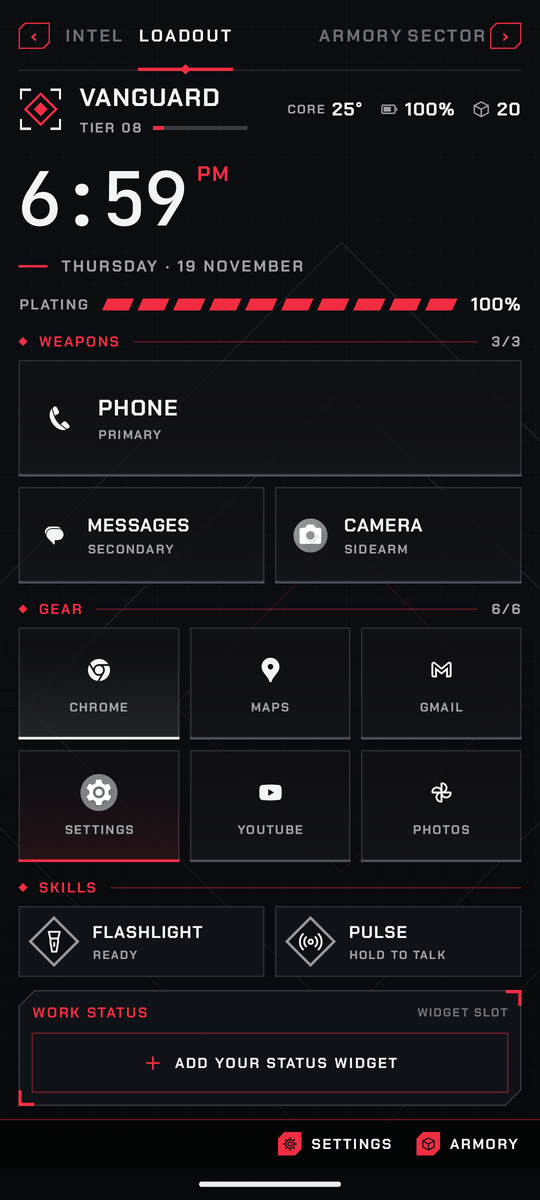 INTEL LOADOUT ARMORY SECTOR
VANGUARD
TIER 08
CORE 25° 100% 20
6:59 PM
THURSDAY · 19 NOVEMBER
PLATING 100%
WEAPONS 3/3
PHONE
PRIMARY
MESSAGES
SECONDARY
CAMERA
SIDEARM
GEAR 6/6
CHROME
MAPS
GMAIL
SETTINGS
YOUTUBE
PHOTOS
SKILLS
FLASHLIGHT
READY
PULSE
HOLD TO TALK
WORK STATUS WIDGET SLOT
+ ADD YOUR STATUS WIDGET
SETTINGS ARMORY